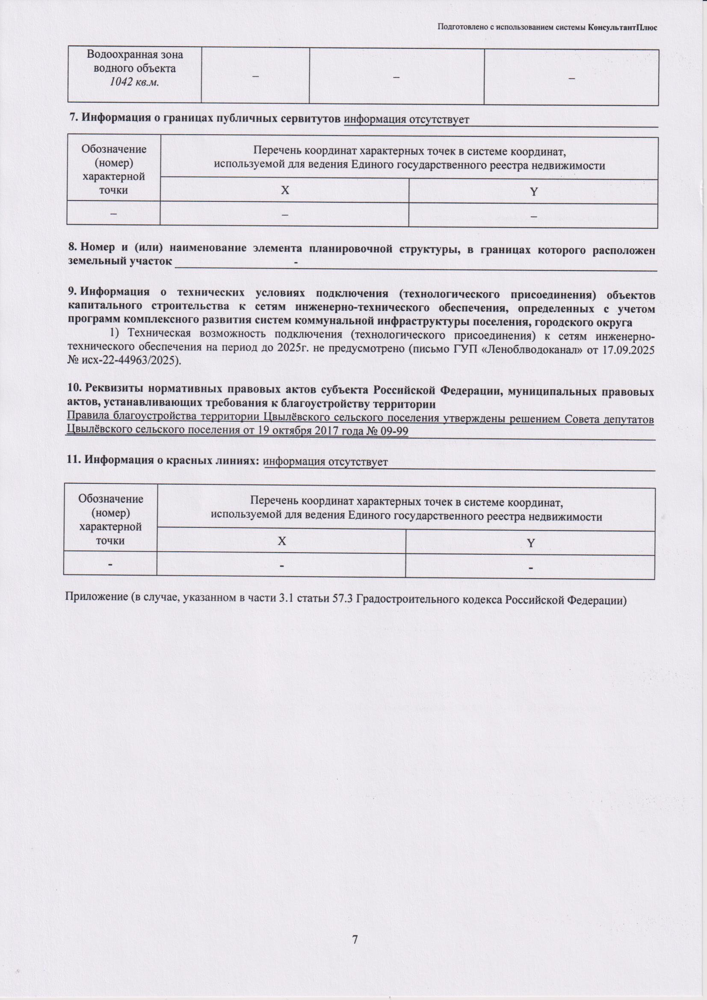 Подготовлено с использованием системы КонсультантПлюс
Водоохранная зона
водного объекта
1042 кв.м.
– – –
7. Информация о границах публичных сервитутов информация отсутствует
Обозначение
(номер)
характерной
точки
Перечень координат характерных точек в системе координат,
используемой для ведения Единого государственного реестра недвижимости
X Y
– – –
8. Номер и (или) наименование элемента планировочной структуры, в границах которого расположен
земельный участок -
9. Информация о технических условиях подключения (технологического присоединения) объектов
капитального строительства к сетям инженерно-технического обеспечения, определенных с учетом
программ комплексного развития систем коммунальной инфраструктуры поселения, городского округа
1) Техническая возможность подключения (технологического присоединения) к сетям инженерно-
технического обеспечения на период до 2025г. не предусмотрено (письмо ГУП «Леноблводоканал» от 17.09.2025
№ исх-22-44963/2025).
10. Реквизиты нормативных правовых актов субъекта Российской Федерации, муниципальных правовых
актов, устанавливающих требования к благоустройству территории
Правила благоустройства территории Цвылёвского сельского поселения утверждены решением Совета депутатов
Цвылёвского сельского поселения от 19 октября 2017 года № 09-99
11. Информация о красных линиях: информация отсутствует
Обозначение
(номер)
характерной
точки
Перечень координат характерных точек в системе координат,
используемой для ведения Единого государственного реестра недвижимости
X Y
- - -
Приложение (в случае, указанном в части 3.1 статьи 57.3 Градостроительного кодекса Российской Федерации)
7